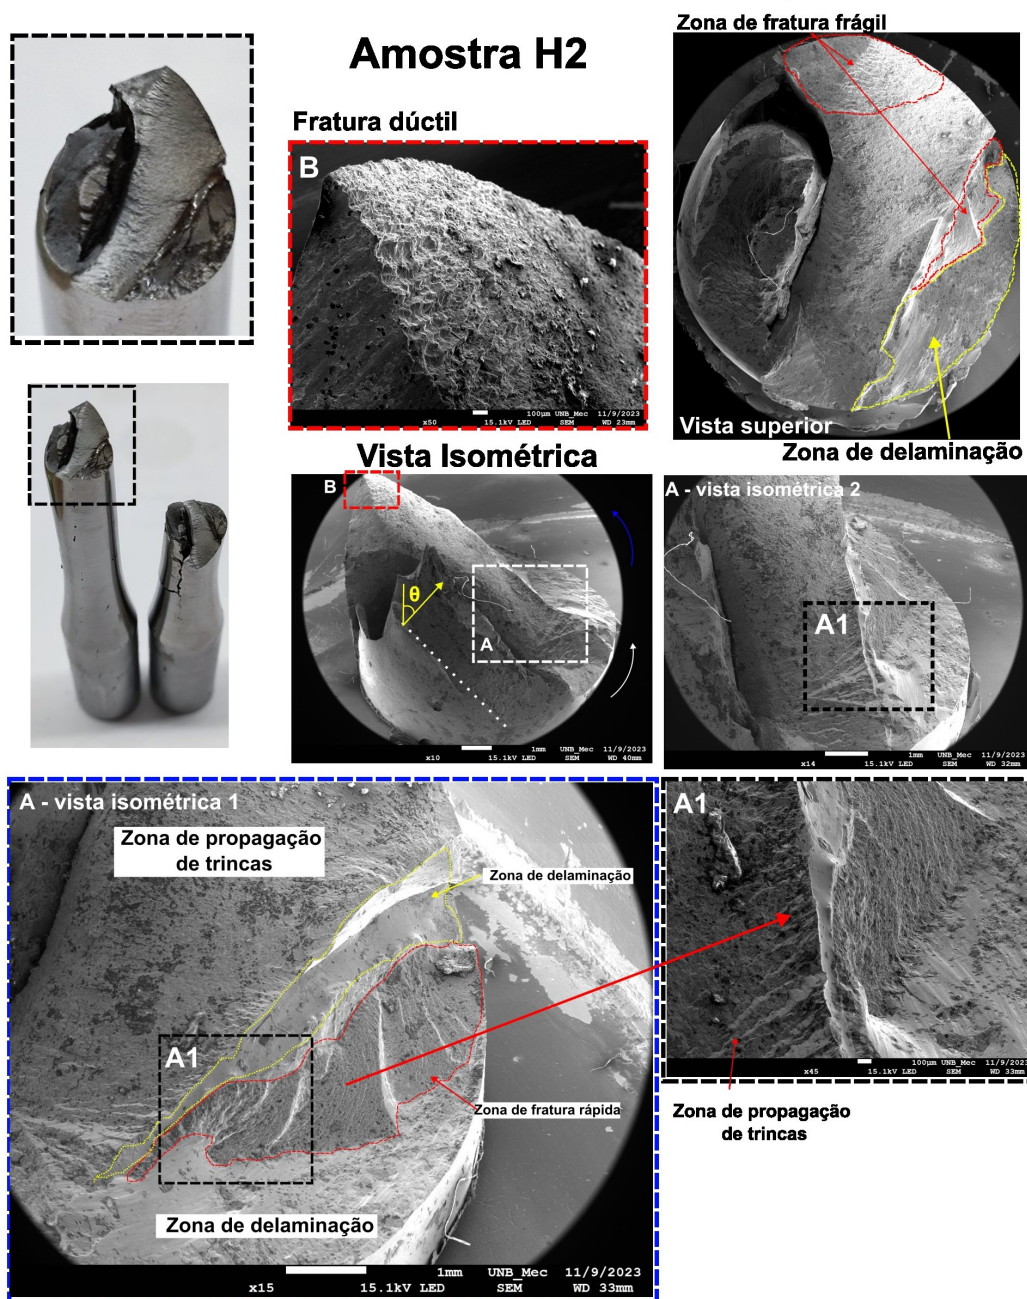 Amostra H2
Zona de fratura frágil
Fratura dúctil
B
100µm UNB_Mec 11/9/2023
x50 15.1kV LED SEM WD 23mm
Vista superior
Zona de delaminação
Vista Isométrica
B
θ
A
1mm UNB_Mec 11/9/2023
x10 15.1kV LED SEM WD 40mm
A - vista isométrica 2
A1
1mm UNB_Mec 11/9/2023
x14 15.1kV LED SEM WD 32mm
A - vista isométrica 1
Zona de propagação
de trincas
Zona de delaminação
A1
Zona de fratura rápida
Zona de delaminação
1mm UNB_Mec 11/9/2023
x15 15.1kV LED SEM WD 33mm
A1
100µm UNB_Mec 11/9/2023
x45 15.1kV LED SEM WD 33mm
Zona de propagação
de trincas